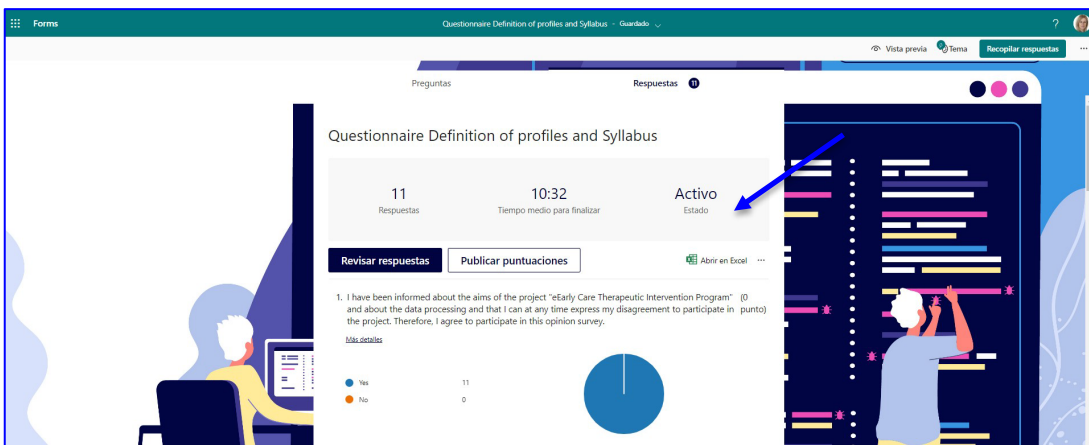 Forms
Questionnaire Definition of profiles and Syllabus - Guardado
?
Vista previa
Tema
Recopilar respuestas
...
Preguntas
Respuestas 11
Questionnaire Definition of profiles and Syllabus
11
Respuestas
10:32
Tiempo medio para finalizar
Activo
Estado
Revisar respuestas
Publicar puntuaciones
Abrir en Excel
...
1. I have been informed about the aims of the project "eEarly Care Therapeutic Intervention Program" (0
and about the data processing and that I can at any time express my disagreement to participate in punto)
the project. Therefore, I agree to participate in this opinion survey.
Más detalles
Yes 11
No 0